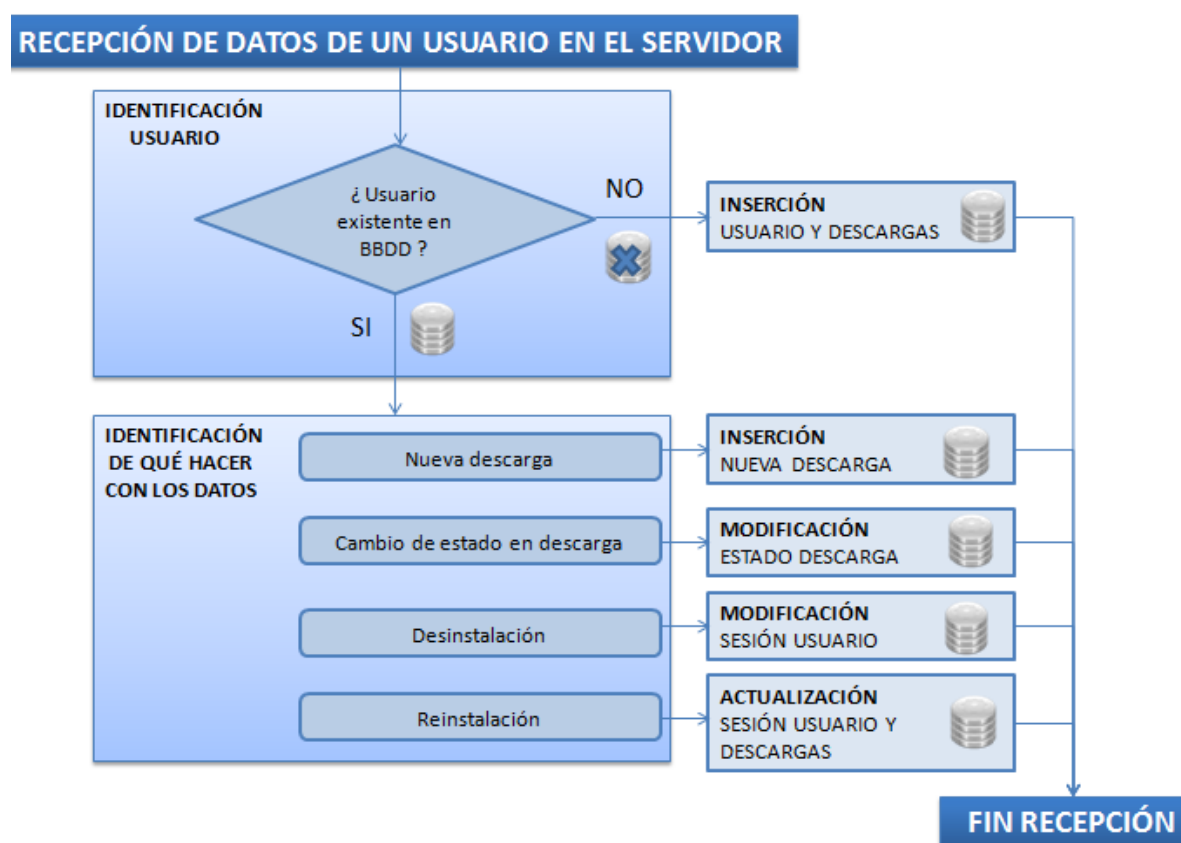 RECEPCIÓN DE DATOS DE UN USUARIO EN EL SERVIDOR
IDENTIFICACIÓN
USUARIO
¿ Usuario
existente en
BBDD ?
NO
SI
INSERCIÓN
USUARIO Y DESCARGAS
IDENTIFICACIÓN
DE QUÉ HACER
CON LOS DATOS
Nueva descarga
INSERCIÓN
NUEVA DESCARGA
Cambio de estado en descarga
MODIFICACIÓN
ESTADO DESCARGA
Desinstalación
MODIFICACIÓN
SESIÓN USUARIO
Reinstalación
ACTUALIZACIÓN
SESIÓN USUARIO Y
DESCARGAS
FIN RECEPCIÓN